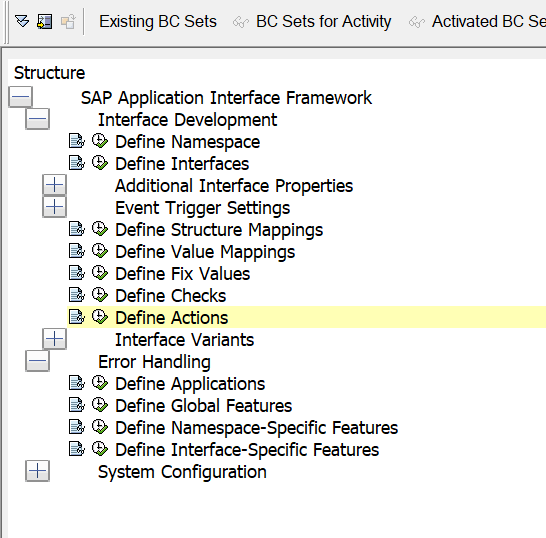 Existing BC Sets BC Sets for Activity Activated BC Se
Structure
SAP Application Interface Framework
Interface Development
Define Namespace
Define Interfaces
Additional Interface Properties
Event Trigger Settings
Define Structure Mappings
Define Value Mappings
Define Fix Values
Define Checks
Define Actions
Interface Variants
Error Handling
Define Applications
Define Global Features
Define Namespace-Specific Features
Define Interface-Specific Features
System Configuration